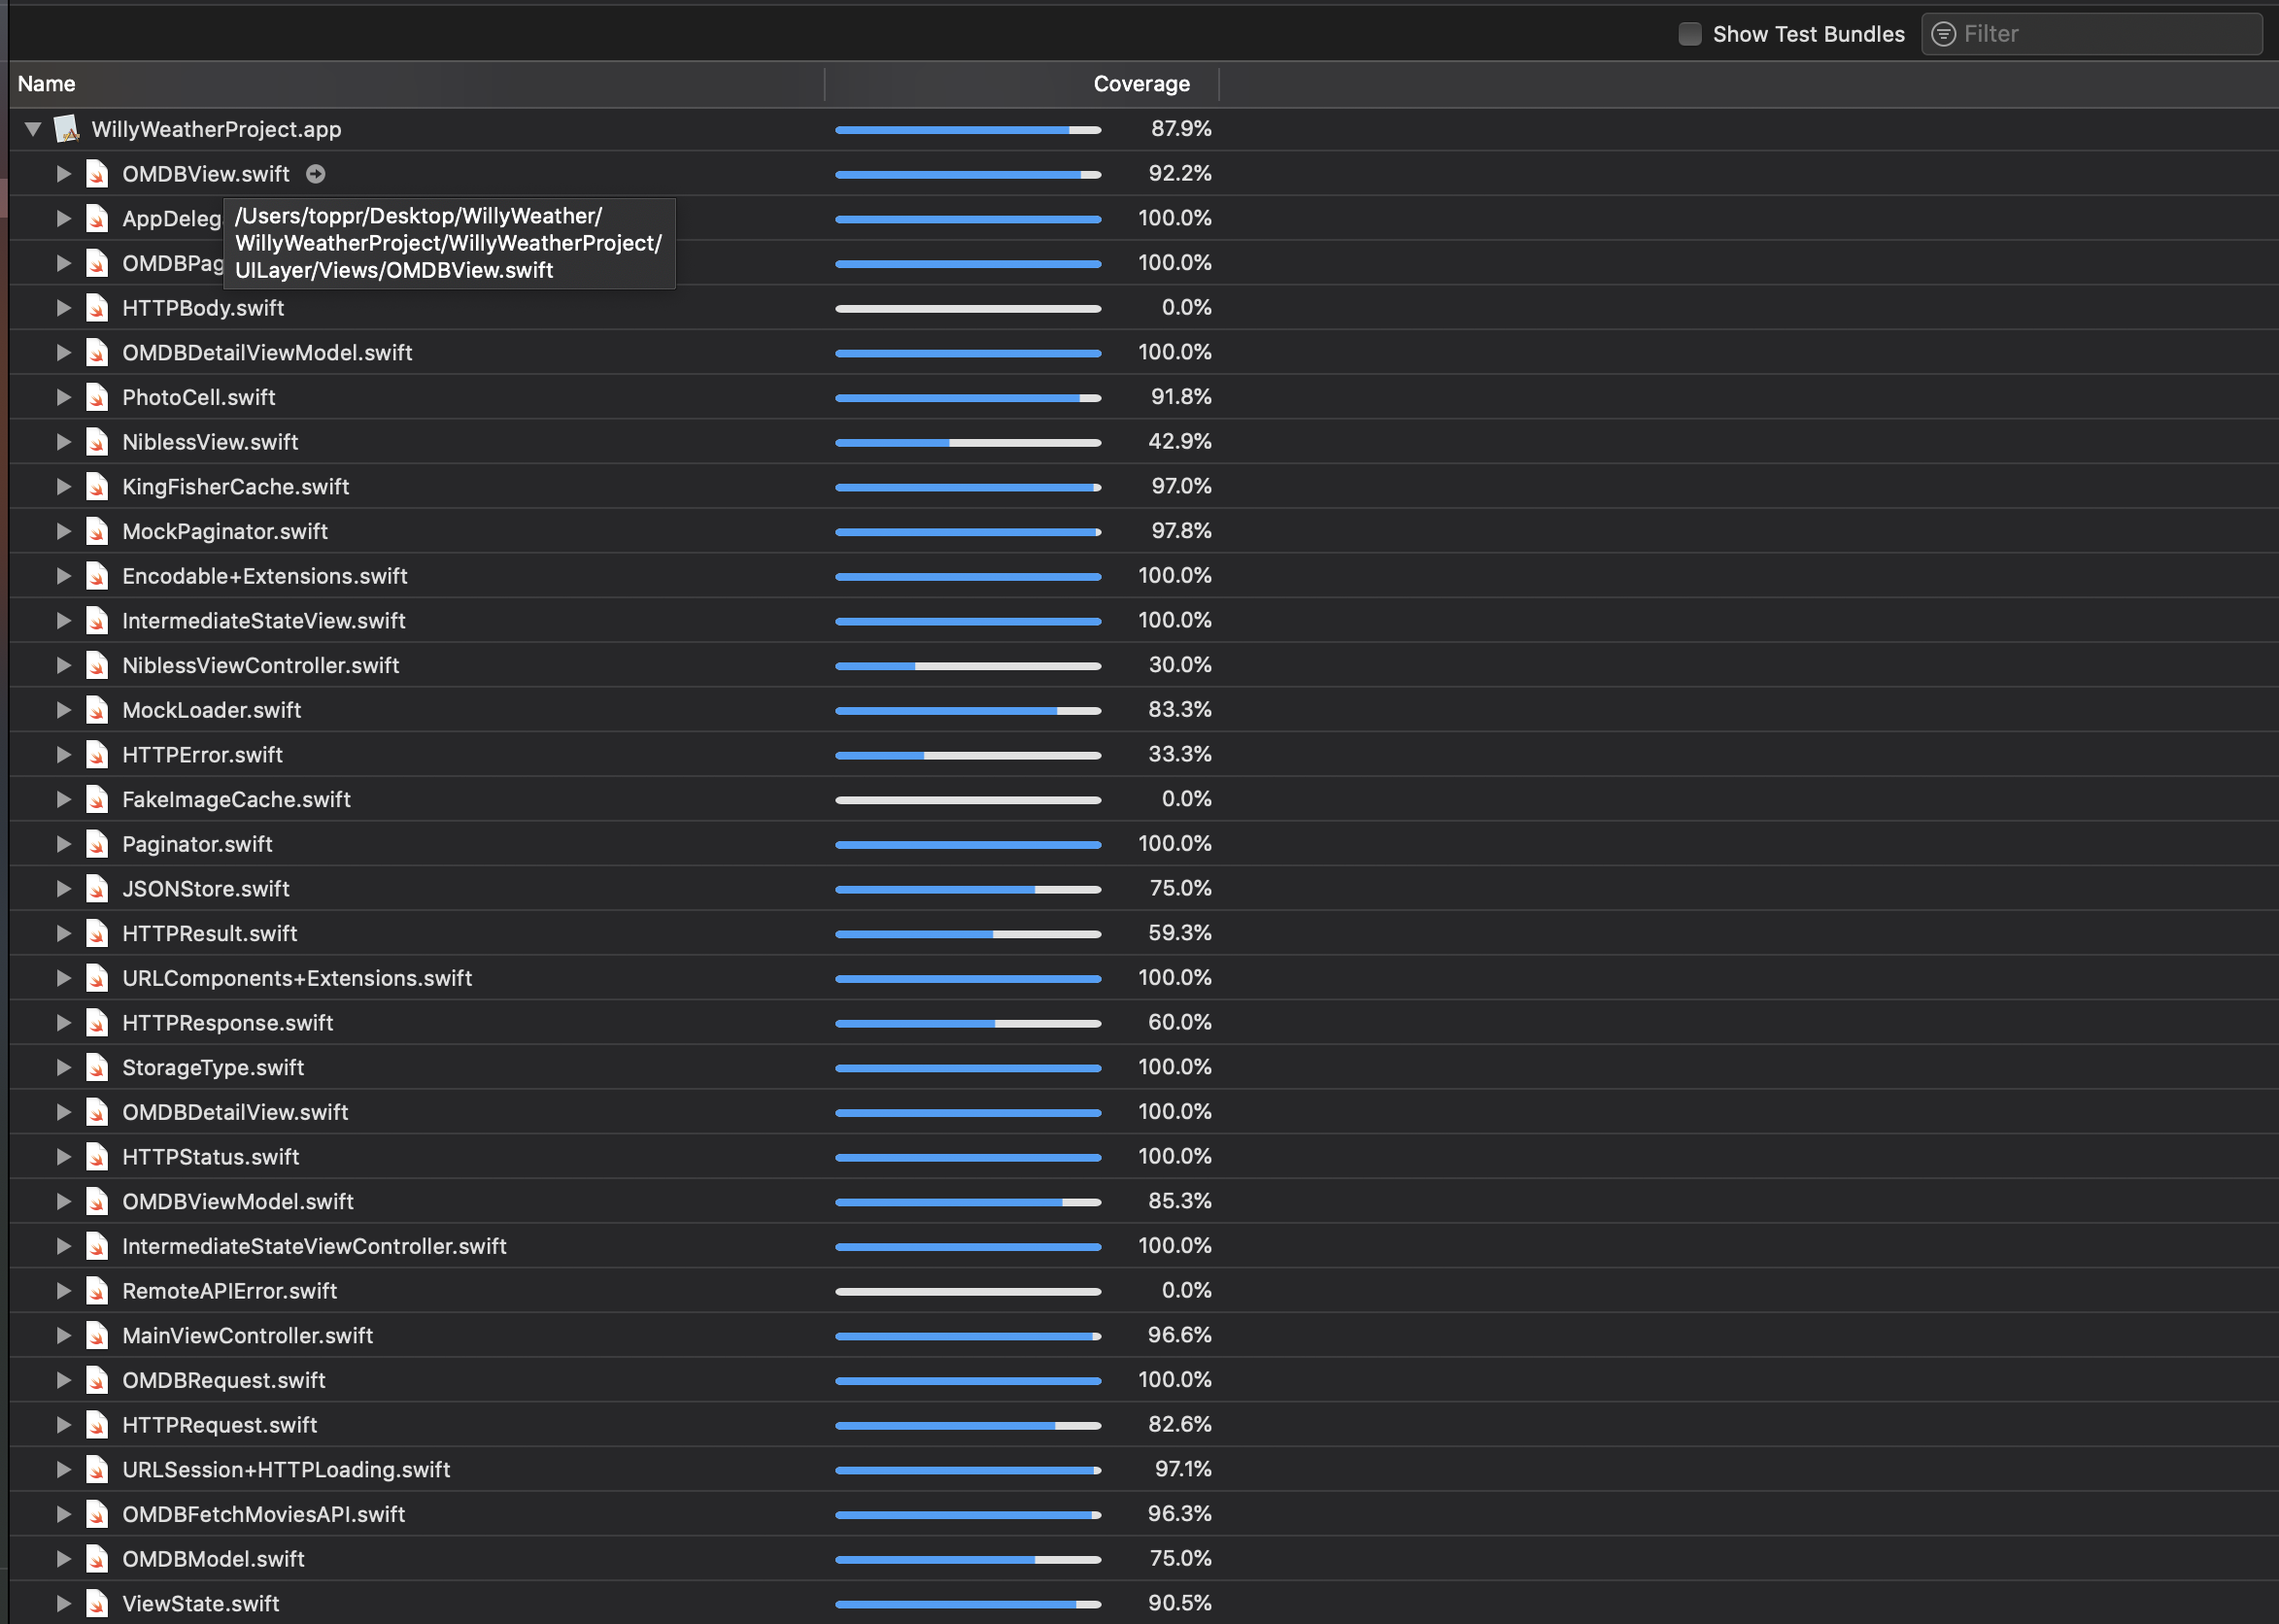 Show Test Bundles Filter
Name Coverage
WillyWeatherProject.app 87.9%
OMDBView.swift 92.2%
AppDeleg 100.0%
OMDBPag 100.0%
/Users/toppr/Desktop/WillyWeather/
WillyWeatherProject/WillyWeatherProject/
UILayer/Views/OMDBView.swift
HTTPBody.swift 0.0%
OMDBDetailViewModel.swift 100.0%
PhotoCell.swift 91.8%
NiblessView.swift 42.9%
KingFisherCache.swift 97.0%
MockPaginator.swift 97.8%
Encodable+Extensions.swift 100.0%
IntermediateStateView.swift 100.0%
NiblessViewController.swift 30.0%
MockLoader.swift 83.3%
HTTPError.swift 33.3%
FakeImageCache.swift 0.0%
Paginator.swift 100.0%
JSONStore.swift 75.0%
HTTPResult.swift 59.3%
URLComponents+Extensions.swift 100.0%
HTTPResponse.swift 60.0%
StorageType.swift 100.0%
OMDBDetailView.swift 100.0%
HTTPStatus.swift 100.0%
OMDBViewModel.swift 85.3%
IntermediateStateViewController.swift 100.0%
RemoteAPIError.swift 0.0%
MainViewController.swift 96.6%
OMDBRequest.swift 100.0%
HTTPRequest.swift 82.6%
URLSession+HTTPLoading.swift 97.1%
OMDBFetchMoviesAPI.swift 96.3%
OMDBModel.swift 75.0%
ViewState.swift 90.5%